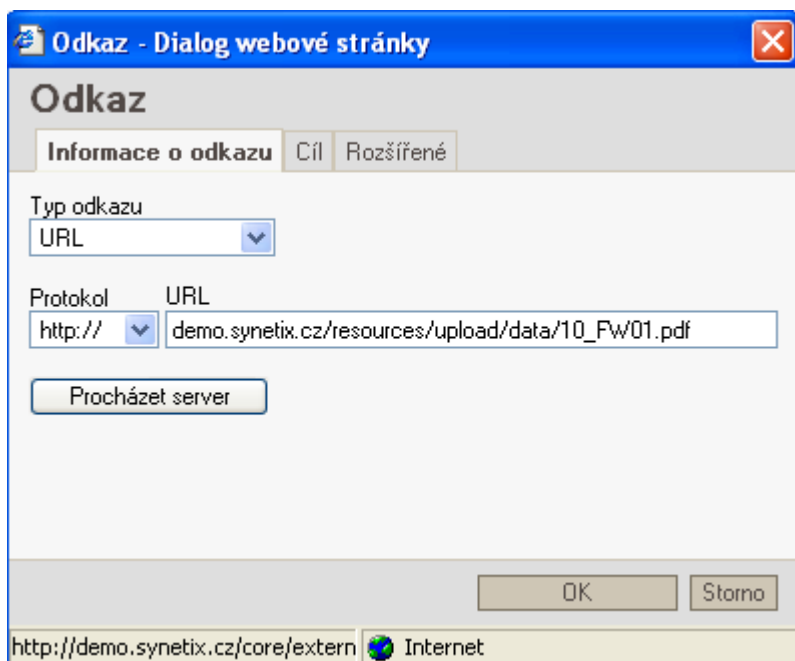 Odkaz - Dialog webové stránky
Odkaz
Informace o odkazu Cíl Rozšířené
Typ odkazu
URL
Protokol URL
http:// demo.synetix.cz/resources/upload/data/10_FW01.pdf
Procházet server
OK Storno
http://demo.synetix.cz/core/extern Internet